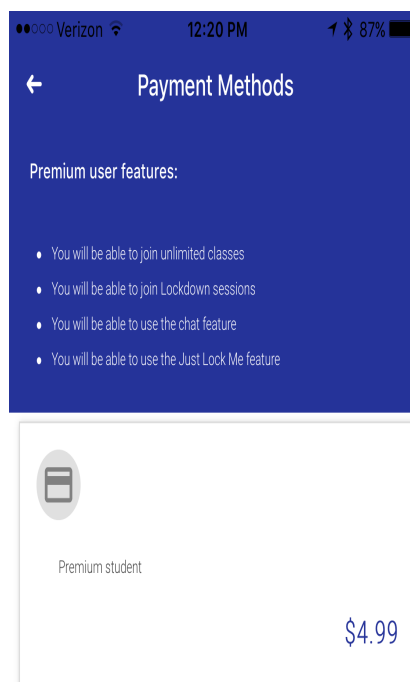 Verizon 12:20 PM 87%
Payment Methods
Premium user features:
You will be able to join unlimited classes
You will be able to join Lockdown sessions
You will be able to use the chat feature
You will be able to use the Just Lock Me feature
Premium student
$4.99